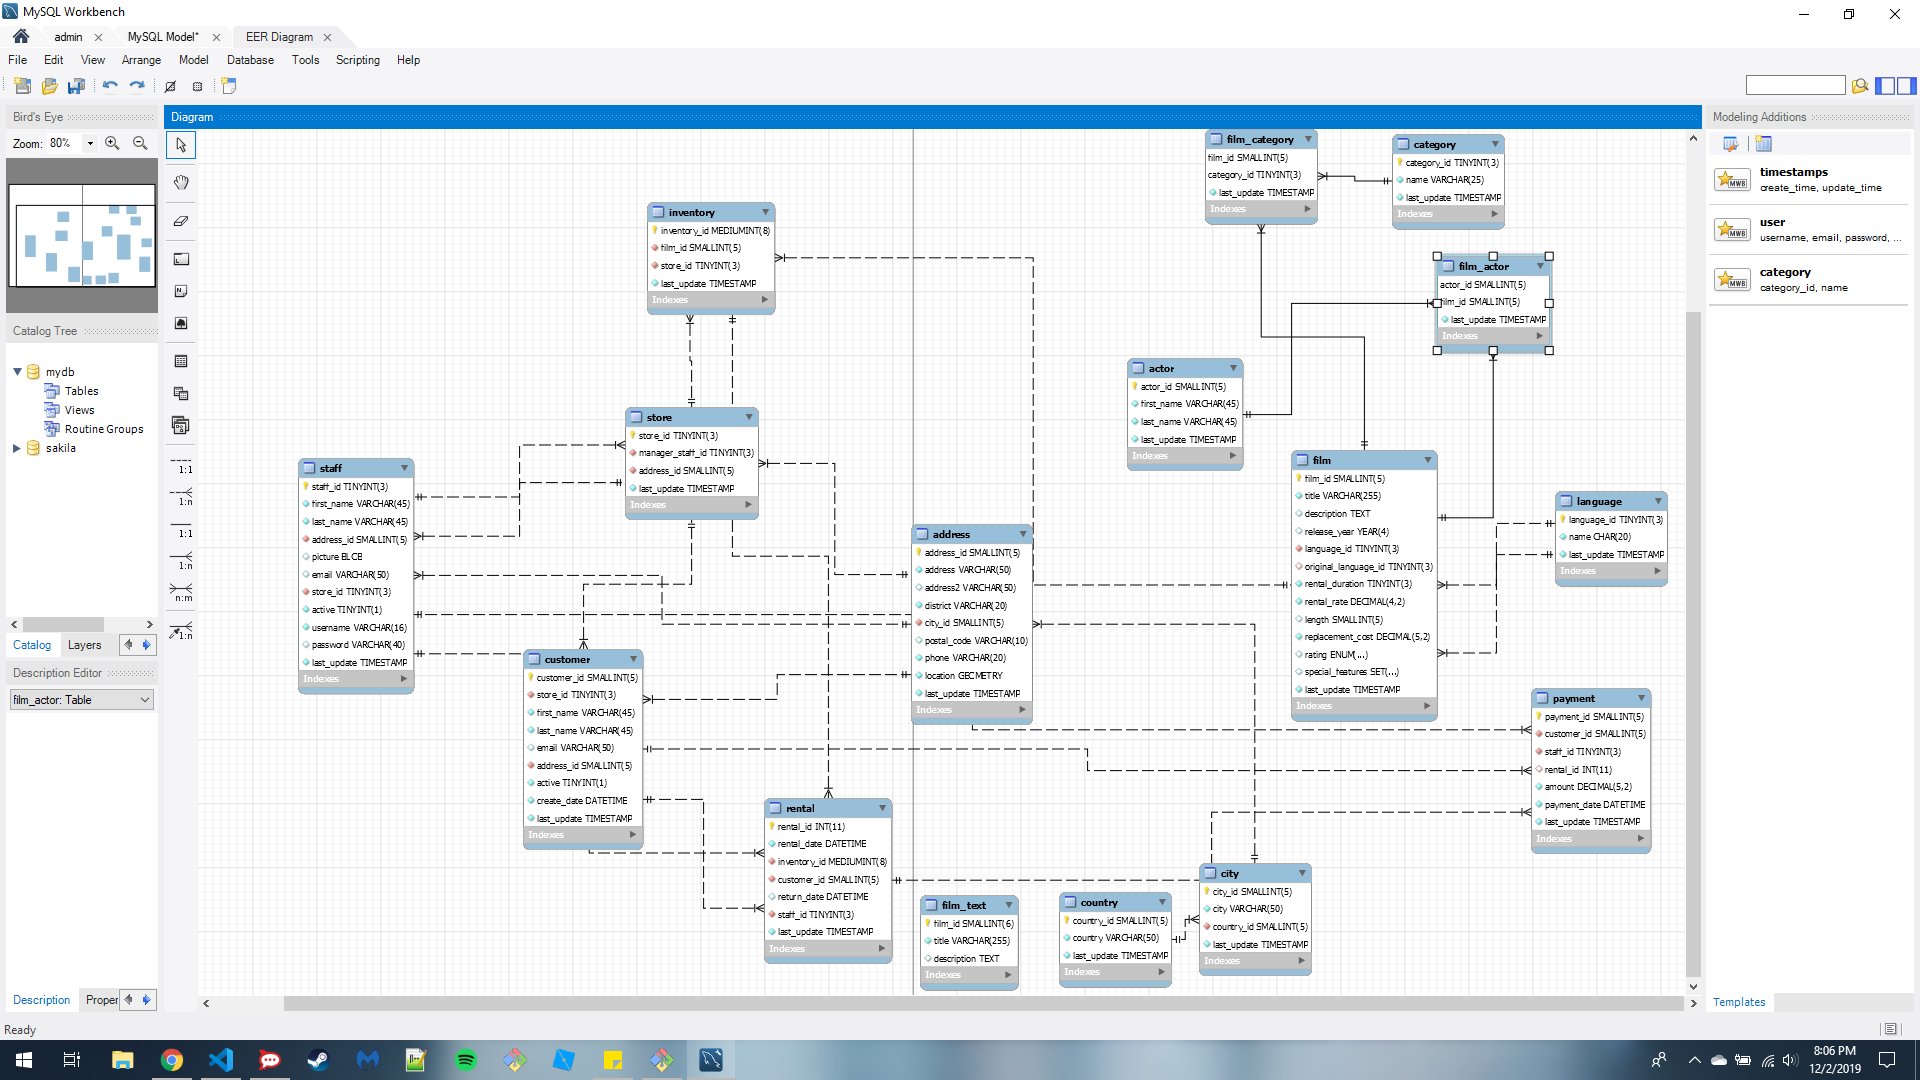 MySQL Workbench
admin
MySQL Model*
EER Diagram
File Edit View Arrange Model Database Tools Scripting Help
Bird's Eye
Zoom: 80%
Catalog Tree
mydb
Tables
Views
Routine Groups
sakila
Catalog Layers
Description Editor
film_actor: Table
Description Proper
Diagram
1:1
1:n
1:1
1:n
n:m
1:n
film_category
film_id SMALLINT(5)
category_id TINYINT(3)
last_update TIMESTAMP
Indexes
category
category_id TINYINT(3)
name VARCHAR(25)
last_update TIMESTAMP
Indexes
inventory
inventory_id MEDIUMINT(8)
film_id SMALLINT(5)
store_id TINYINT(3)
last_update TIMESTAMP
Indexes
film_actor
actor_id SMALLINT(5)
film_id SMALLINT(5)
last_update TIMESTAMP
Indexes
actor
actor_id SMALLINT(5)
first_name VARCHAR(45)
last_name VARCHAR(45)
last_update TIMESTAMP
Indexes
store
store_id TINYINT(3)
manager_staff_id TINYINT(3)
address_id SMALLINT(5)
last_update TIMESTAMP
Indexes
staff
staff_id TINYINT(3)
first_name VARCHAR(45)
last_name VARCHAR(45)
address_id SMALLINT(5)
picture BLOB
email VARCHAR(50)
store_id TINYINT(3)
active TINYINT(1)
username VARCHAR(16)
password VARCHAR(40)
last_update TIMESTAMP
Indexes
film
film_id SMALLINT(5)
title VARCHAR(255)
description TEXT
release_year YEAR(4)
language_id TINYINT(3)
original_language_id TINYINT(3)
rental_duration TINYINT(3)
rental_rate DECIMAL(4,2)
length SMALLINT(5)
replacement_cost DECIMAL(5,2)
rating ENUM(...)
special_features SET(...)
last_update TIMESTAMP
Indexes
language
language_id TINYINT(3)
name CHAR(20)
last_update TIMESTAMP
Indexes
address
address_id SMALLINT(5)
address VARCHAR(50)
address2 VARCHAR(50)
district VARCHAR(20)
city_id SMALLINT(5)
postal_code VARCHAR(10)
phone VARCHAR(20)
location GEOMETRY
last_update TIMESTAMP
Indexes
customer
customer_id SMALLINT(5)
store_id TINYINT(3)
first_name VARCHAR(45)
last_name VARCHAR(45)
email VARCHAR(50)
address_id SMALLINT(5)
active TINYINT(1)
create_date DATETIME
last_update TIMESTAMP
Indexes
payment
payment_id SMALLINT(5)
customer_id SMALLINT(5)
staff_id TINYINT(3)
rental_id INT(11)
amount DECIMAL(5,2)
payment_date DATETIME
last_update TIMESTAMP
Indexes
rental
rental_id INT(11)
rental_date DATETIME
inventory_id MEDIUMINT(8)
customer_id SMALLINT(5)
return_date DATETIME
staff_id TINYINT(3)
last_update TIMESTAMP
Indexes
film_text
film_id SMALLINT(6)
title VARCHAR(255)
description TEXT
Indexes
country
country_id SMALLINT(5)
country VARCHAR(50)
last_update TIMESTAMP
Indexes
city
city_id SMALLINT(5)
city VARCHAR(50)
country_id SMALLINT(5)
last_update TIMESTAMP
Indexes
Modeling Additions
timestamps
create_time, update_time
user
username, email, password, ...
category
category_id, name
MWB
MWB
MWB
Templates
Ready
8:06 PM
12/2/2019